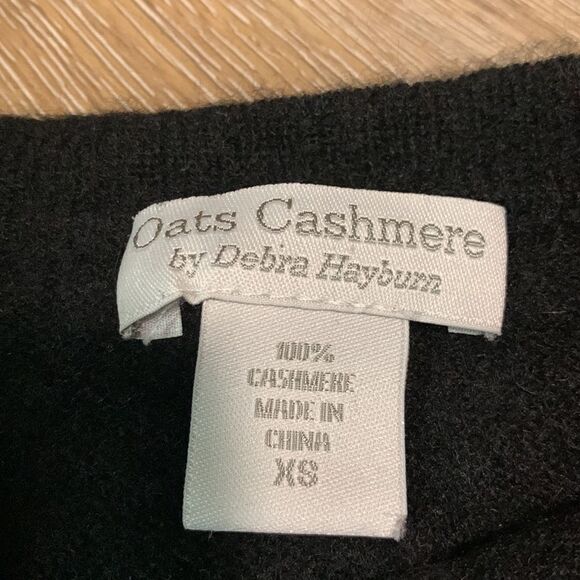 Oats Cashmere
by Debra Hayburn
100%
CASHMERE
MADE IN
CHINA
XS